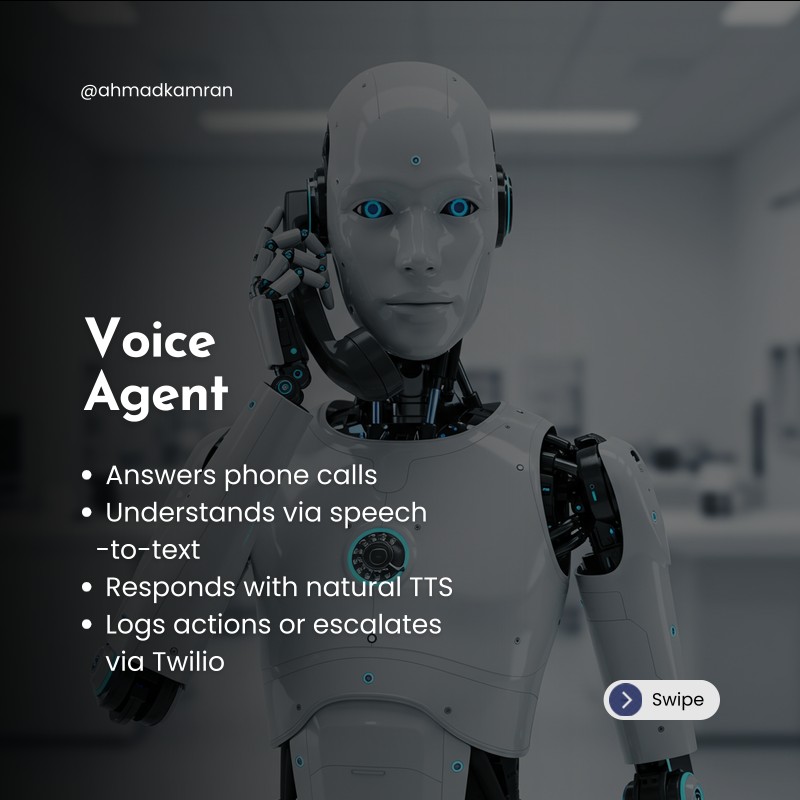 @ahmadkamran
Voice
Agent
• Answers phone calls
• Understands via speech
-to-text
• Responds with natural TTS
• Logs actions or escalates
via Twilio
Swipe